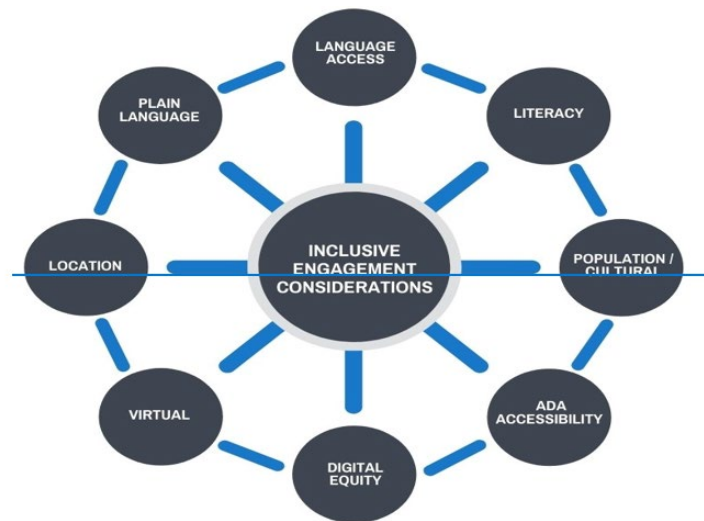 LANGUAGE
ACCESS
PLAIN
LANGUAGE
LITERACY
INCLUSIVE
ENGAGEMENT
CONSIDERATIONS
LOCATION
POPULATION /
CULTURAL
VIRTUAL
ADA
ACCESSIBILITY
DIGITAL
EQUITY